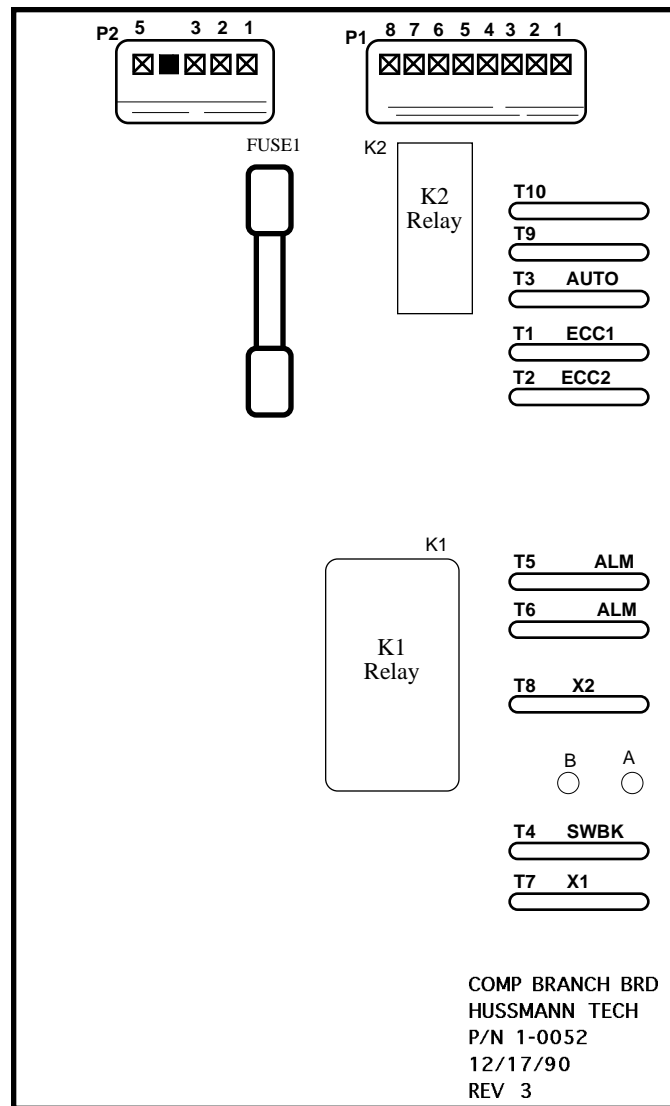 P2 5 3 2 1
P1 8 7 6 5 4 3 2 1
FUSE1
K2
K2
Relay
T10
T9
T3 AUTO
T1 ECC1
T2 ECC2
K1
K1
Relay
T5 ALM
T6 ALM
T8 X2
B A
T4 SWBK
T7 X1
COMP BRANCH BRD
HUSSMANN TECH
P/N 1-0052
12/17/90
REV 3